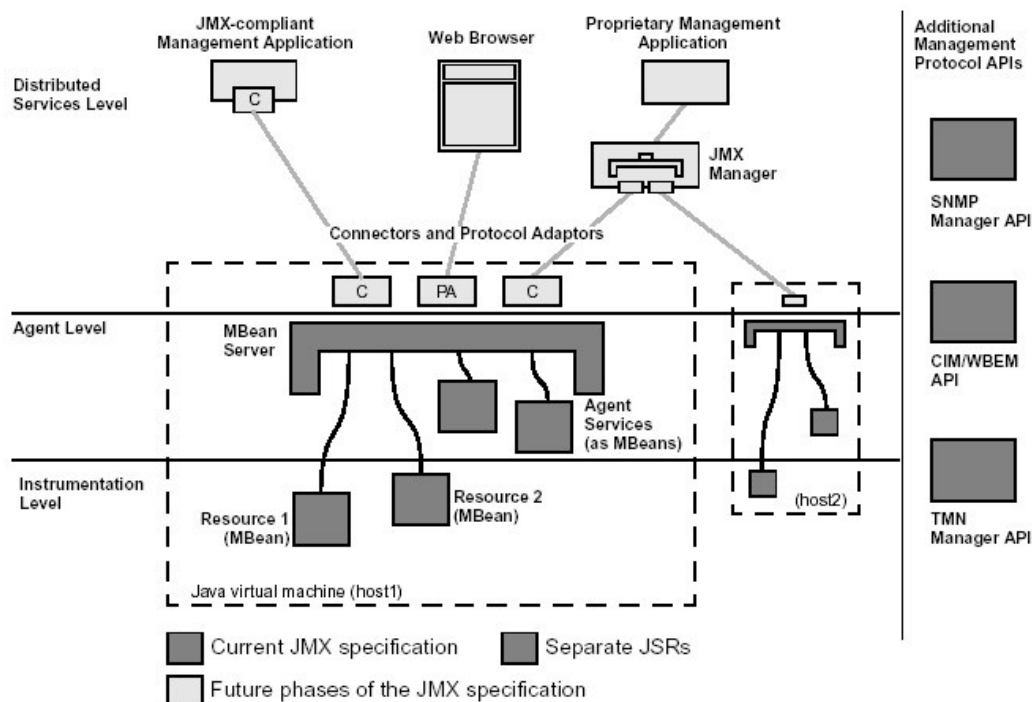 JMX-compliant
Management Application
Web Browser
Proprietary Management
Application
Additional
Management
Protocol APIs
Distributed
Services Level
C
JMX
Manager
SNMP
Manager API
Connectors and Protocol Adaptors
C
PA
C
Agent Level
MBean
Server
CIM/WBEM
API
Agent
Services
(as MBeans)
Instrumentation
Level
Resource 1
(MBean)
Resource 2
(MBean)
(host2)
TMN
Manager API
Java virtual machine (host1)
Current JMX specification
Separate JSRs
Future phases of the JMX specification